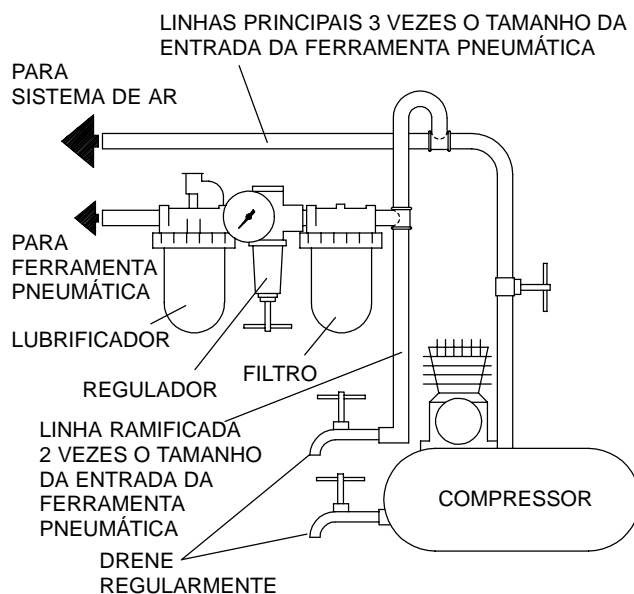 LINHAS PRINCIPAIS 3 VEZES O TAMANHO DA
ENTRADA DA FERRAMENTA PNEUMÁTICA
PARA
SISTEMA DE AR
PARA
FERRAMENTA
PNEUMÁTICA
LUBRIFICADOR
REGULADOR
FILTRO
LINHA RAMIFICADA
2 VEZES O TAMANHO
DA ENTRADA DA
FERRAMENTA
PNEUMÁTICA
COMPRESSOR
DRENE
REGULARMENTE